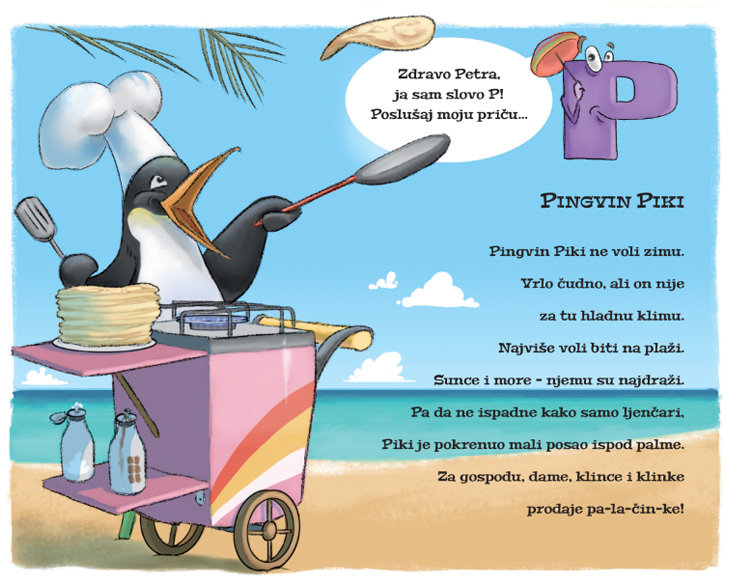 Zdravo Petra,
ja sam slovo P!
Poslušaj moju priču...
P
PINGVIN PIKI
Pingvin Piki ne voli zimu.
Vrlo čudno, ali on nije
za tu hladnu klimu.
Najviše voli biti na plaži.
Sunce i more - njemu su najdraži.
Pa da ne ispadne kako samo ljenčari,
Piki je pokrenuo mali posao ispod palme.
Za gospodu, dame, klince i klinke
prodaje pa-la-čin-ke!